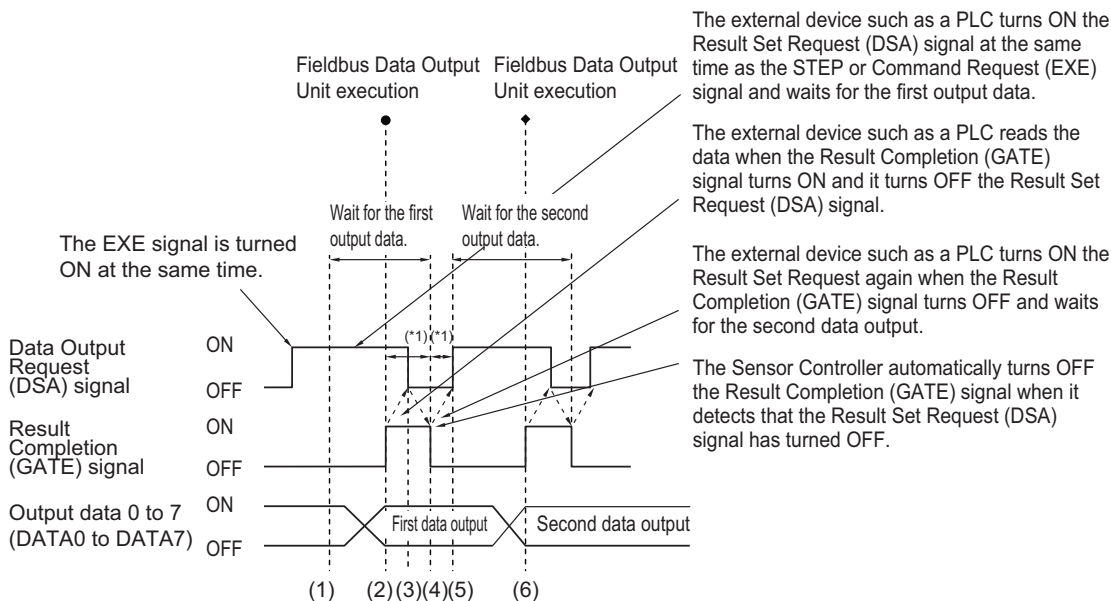 The external device such as a PLC turns ON the
Result Set Request (DSA) signal at the same
time as the STEP or Command Request (EXE)
signal and waits for the first output data.
Fieldbus Data Output
Unit execution
Fieldbus Data Output
Unit execution
The external device such as a PLC reads the
data when the Result Completion (GATE)
signal turns ON and it turns OFF the Result Set
Request (DSA) signal.
Wait for the first
output data.
Wait for the second
output data.
The EXE signal is turned
ON at the same time.
The external device such as a PLC turns ON the
Result Set Request again when the Result
Completion (GATE) signal turns OFF and waits
for the second data output.
(*1) (*1)
Data Output
Request
(DSA) signal
ON
OFF
The Sensor Controller automatically turns OFF
the Result Completion (GATE) signal when it
detects that the Result Set Request (DSA)
signal has turned OFF.
Result
Completion
(GATE) signal
ON
OFF
Output data 0 to 7
(DATA0 to DATA7)
ON
OFF
First data output
Second data output
(1) (2) (3) (4) (5) (6)